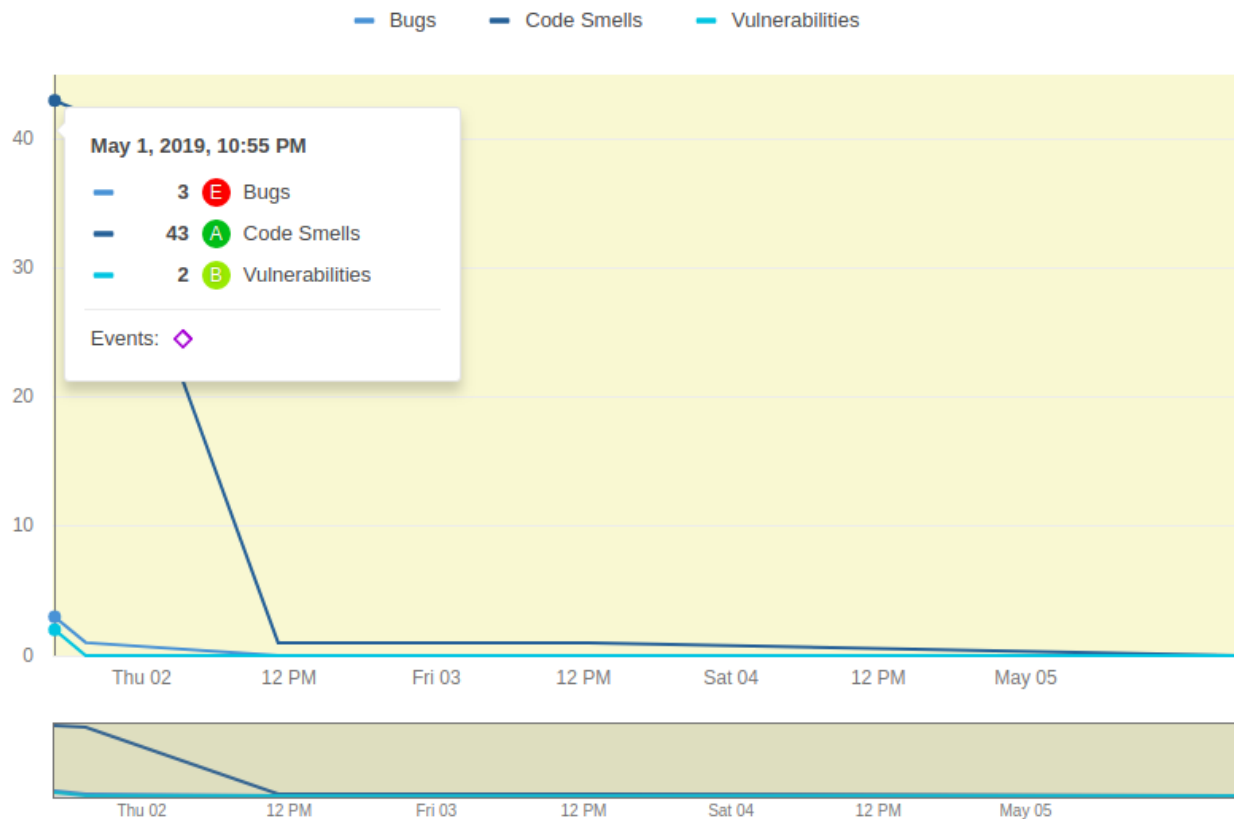 Bugs Code Smells Vulnerabilities
40
30
20
10
0
May 1, 2019, 10:55 PM
3 E Bugs
43 A Code Smells
2 B Vulnerabilities
Events:
Thu 02 12 PM Fri 03 12 PM Sat 04 12 PM May 05
Thu 02 12 PM Fri 03 12 PM Sat 04 12 PM May 05